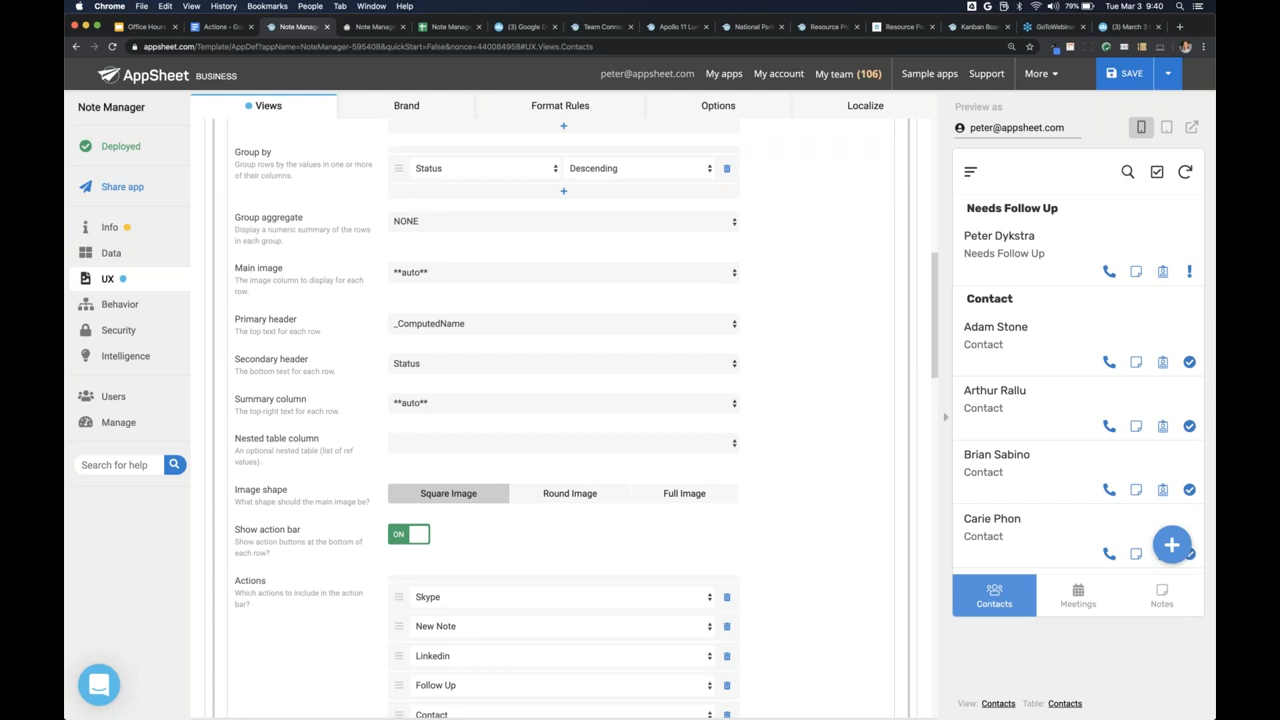 Chrome File Edit View History Bookmarks People Tab Window Help 79% Tue Mar 3 9:40
Office Hours Actions – Ge Note Manag Note Manag Note Manag (3) Google D Team Conne Apollo 11 Lu National Park Resource Po Resource Po Kanban Boar GoToWebinar (3) March 3
appsheet.com/Template/AppDef?appName=NoteManager-595408&quickStart=False&nonce=440084958#UX.Views.Contacts
AppSheet BUSINESS
peter@appsheet.com My apps My account My team (106) Sample apps Support More SAVE
Note Manager
Views Brand Format Rules Options Localize
Preview as
peter@appsheet.com
Deployed
Share app
Info
Data
UX
Behavior
Security
Intelligence
Users
Manage
Search for help
+
Group by
Group rows by the values in one or more
of their columns.
Status Descending
+
Group aggregate
Display a numeric summary of the rows
in each group.
NONE
Main image
The image column to display for each
row.
**auto**
Primary header
The top text for each row
_ComputedName
Secondary header
The bottom text for each row.
Status
Summary column
The top-right text for each row.
**auto**
Nested table column
An optional nested table (list of ref
values).
Image shape
What shape should the main image be?
Square Image Round Image Full Image
Show action bar
Show action buttons at the bottom of
each row?
ON
Actions
Which actions to include in the action
bar?
Skype
New Note
Linkedin
Follow Up
Contact
Needs Follow Up
Peter Dykstra
Needs Follow Up
Contact
Adam Stone
Contact
Arthur Rallu
Contact
Brian Sabino
Contact
Carie Phon
Contact
+
Contacts Meetings Notes
View: Contacts Table: Contacts